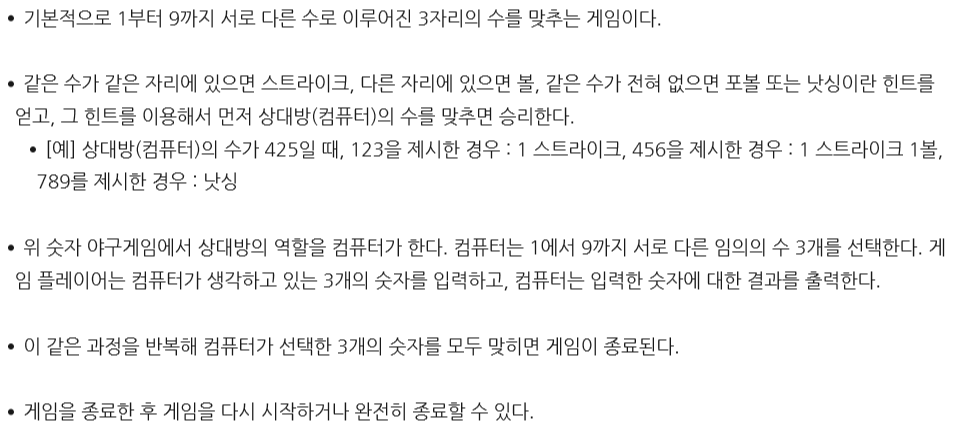 • 기본적으로 1부터 9까지 서로 다른 수로 이루어진 3자리의 수를 맞추는 게임이다.
• 같은 수가 같은 자리에 있으면 스트라이크, 다른 자리에 있으면 볼, 같은 수가 전혀 없으면 포볼 또는 낫싱이란 힌트를
얻고, 그 힌트를 이용해서 먼저 상대방(컴퓨터)의 수를 맞추면 승리한다.
• [예] 상대방(컴퓨터)의 수가 425일 때, 123을 제시한 경우 : 1 스트라이크, 456을 제시한 경우 : 1 스트라이크 1볼,
789를 제시한 경우 : 낫싱
• 위 숫자 야구게임에서 상대방의 역할을 컴퓨터가 한다. 컴퓨터는 1에서 9까지 서로 다른 임의의 수 3개를 선택한다. 게
임 플레이어는 컴퓨터가 생각하고 있는 3개의 숫자를 입력하고, 컴퓨터는 입력한 숫자에 대한 결과를 출력한다.
• 이 같은 과정을 반복해 컴퓨터가 선택한 3개의 숫자를 모두 맞히면 게임이 종료된다.
• 게임을 종료한 후 게임을 다시 시작하거나 완전히 종료할 수 있다.